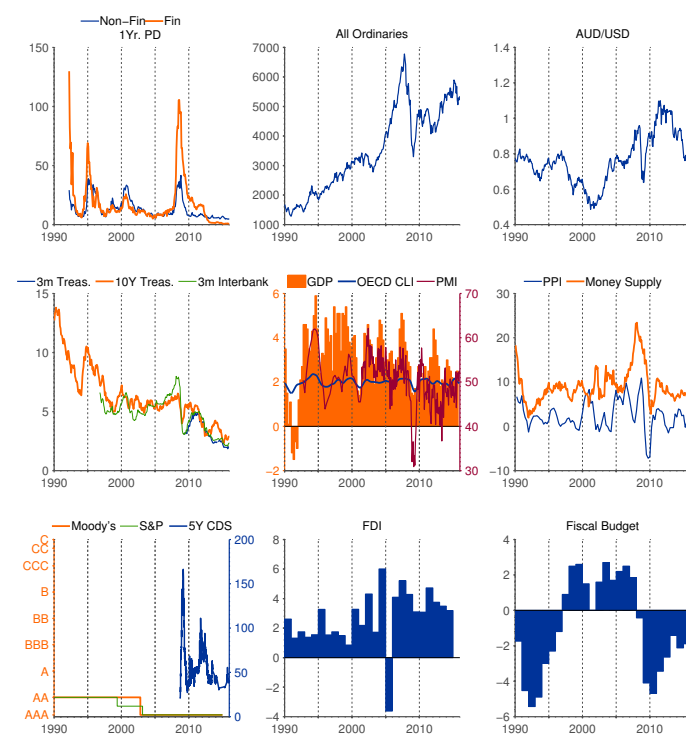 Non−Fin Fin
1Yr. PD
All Ordinaries
AUD/USD
150
100
50
0
1990 2000 2010
7000
6000
5000
4000
3000
2000
1000
1990 2000 2010
1.4
1.2
1
0.8
0.6
0.4
1990 2000 2010
3m Treas. 10Y Treas. 3m Interbank
GDP OECD CLI PMI
PPI Money Supply
15
10
5
0
1990 2000 2010
6
4
2
0
−2
70
60
50
40
30
1990 2000 2010
30
20
10
0
−10
1990 2000 2010
Moody's S&P 5Y CDS
FDI
Fiscal Budget
C
CC
CCC
B
BB
BBB
A
AA
AAA
200
150
100
50
0
1990 2000 2010
8
6
4
2
0
−2
−4
1990 2000 2010
4
2
0
−2
−4
−6
1990 2000 2010